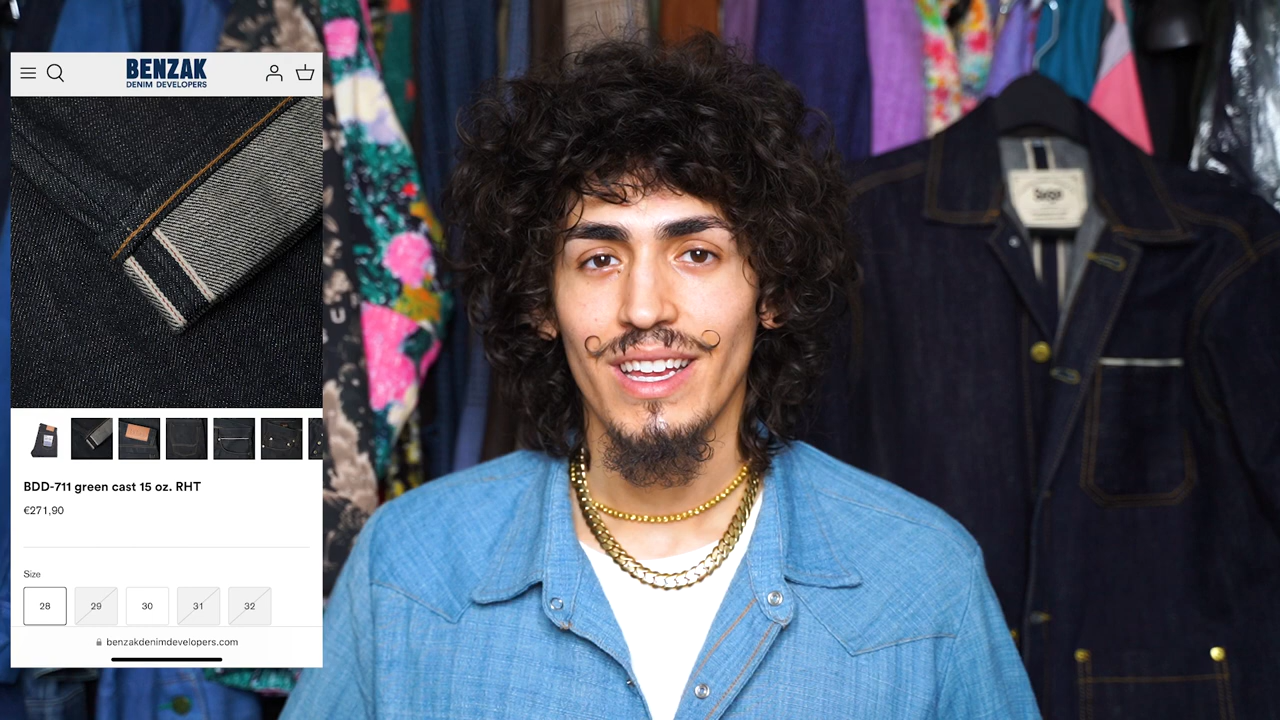 BENZAK
DENIM DEVELOPERS
BDD-711 green cast 15 oz. RHT
€271,90
Size
28
29
30
31
32
benzakdenimdevelopers.com